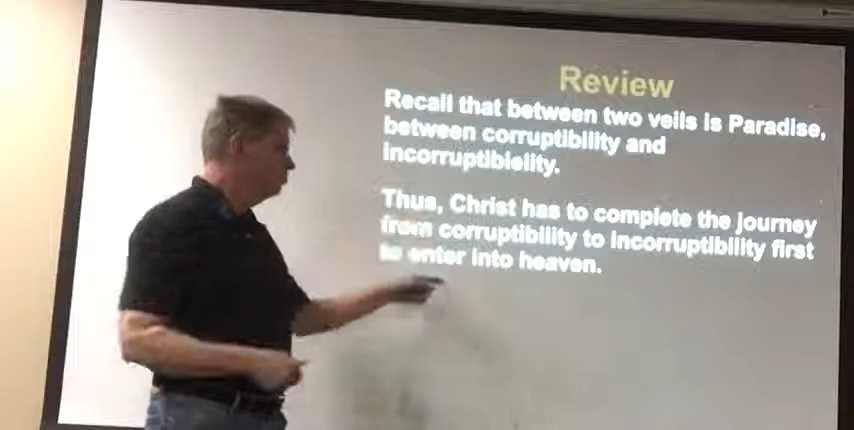 Review
Recall that between two veils is Paradise,
between corruptibility and
incorruptibielity.
Thus, Christ has to complete the journey
from corruptibility to incorruptibility first
to enter into heaven.